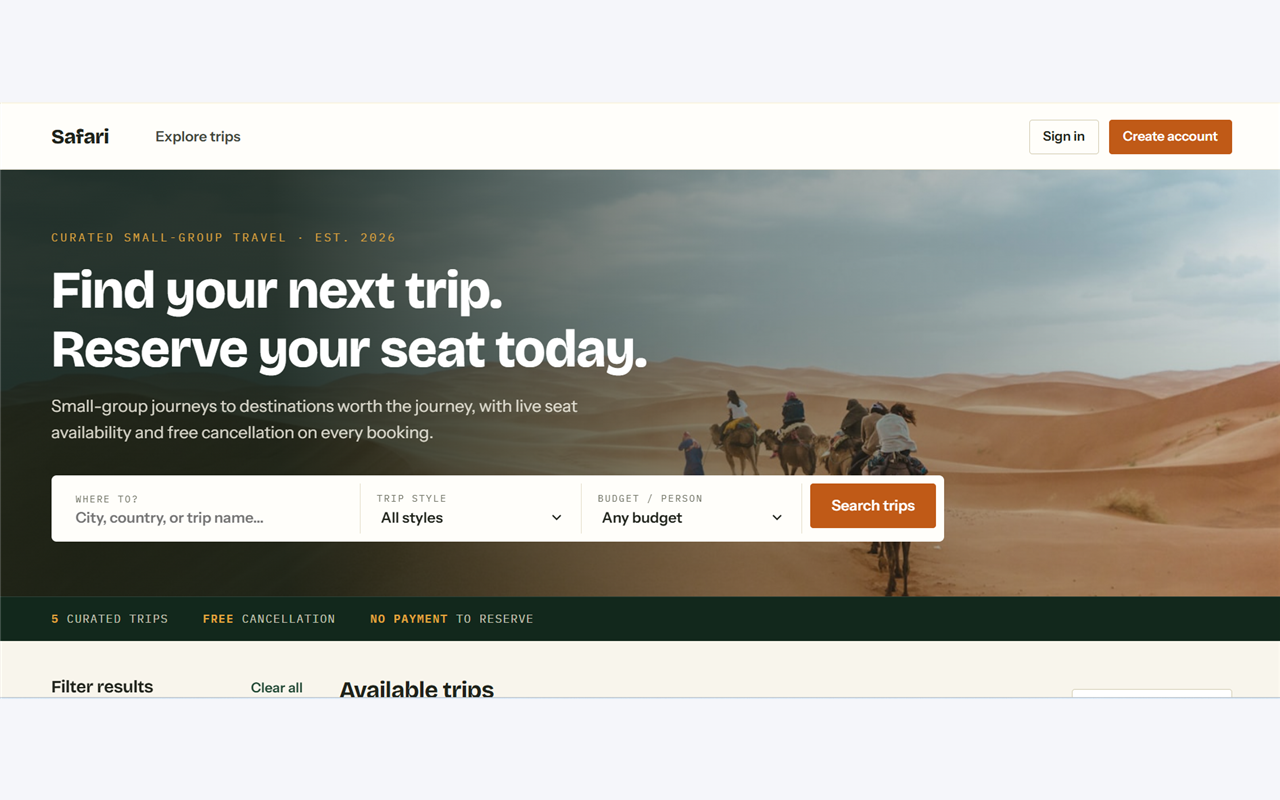 Safari
Explore trips
Sign in
Create account
CURATED SMALL-GROUP TRAVEL · EST. 2026
Find your next trip.
Reserve your seat today.
Small-group journeys to destinations worth the journey, with live seat
availability and free cancellation on every booking.
WHERE TO?
City, country, or trip name...
TRIP STYLE
All styles
BUDGET / PERSON
Any budget
Search trips
5 CURATED TRIPS
FREE CANCELLATION
NO PAYMENT TO RESERVE
Filter results
Clear all
Available trips